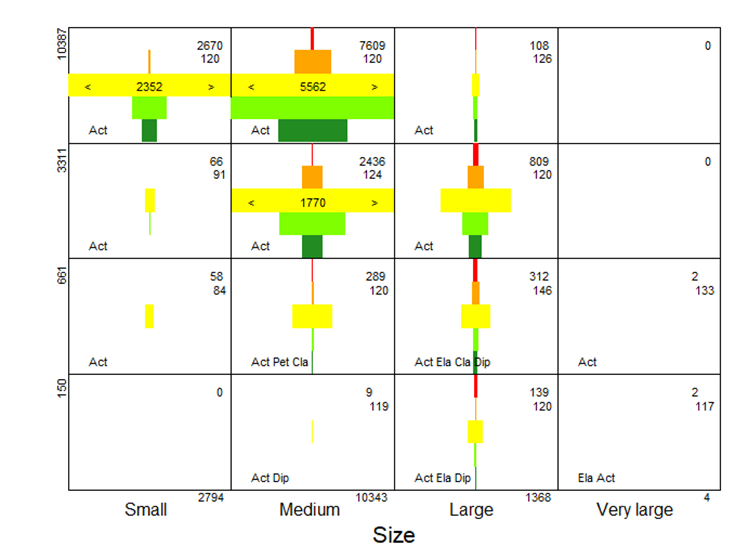 10387
2670
120
< 2352 >
Act
7609
120
< 5562 >
Act
108
126
Act
0
3311
66
91
Act
2436
124
< 1770 >
Act
809
120
Act
0
661
58
84
Act
289
120
Act Pet Cla
312
146
Act Ela Cla Dip
2
133
Act
150
0
9
119
Act Dip
139
120
Act Ela Dip
2
117
Ela Act
2794
10343
1368
4
Small
Medium
Large
Very large
Size